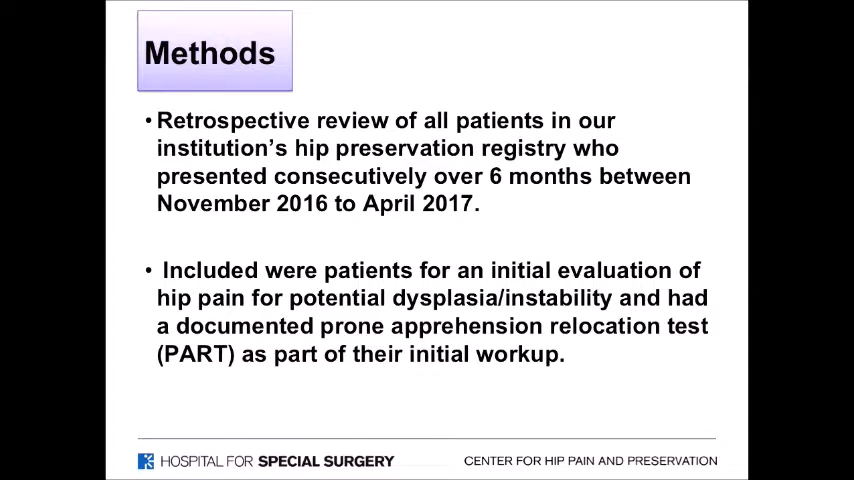 Methods
• Retrospective review of all patients in our
institution's hip preservation registry who
presented consecutively over 6 months between
November 2016 to April 2017.
• Included were patients for an initial evaluation of
hip pain for potential dysplasia/instability and had
a documented prone apprehension relocation test
(PART) as part of their initial workup.
HOSPITAL FOR SPECIAL SURGERY
CENTER FOR HIP PAIN AND PRESERVATION